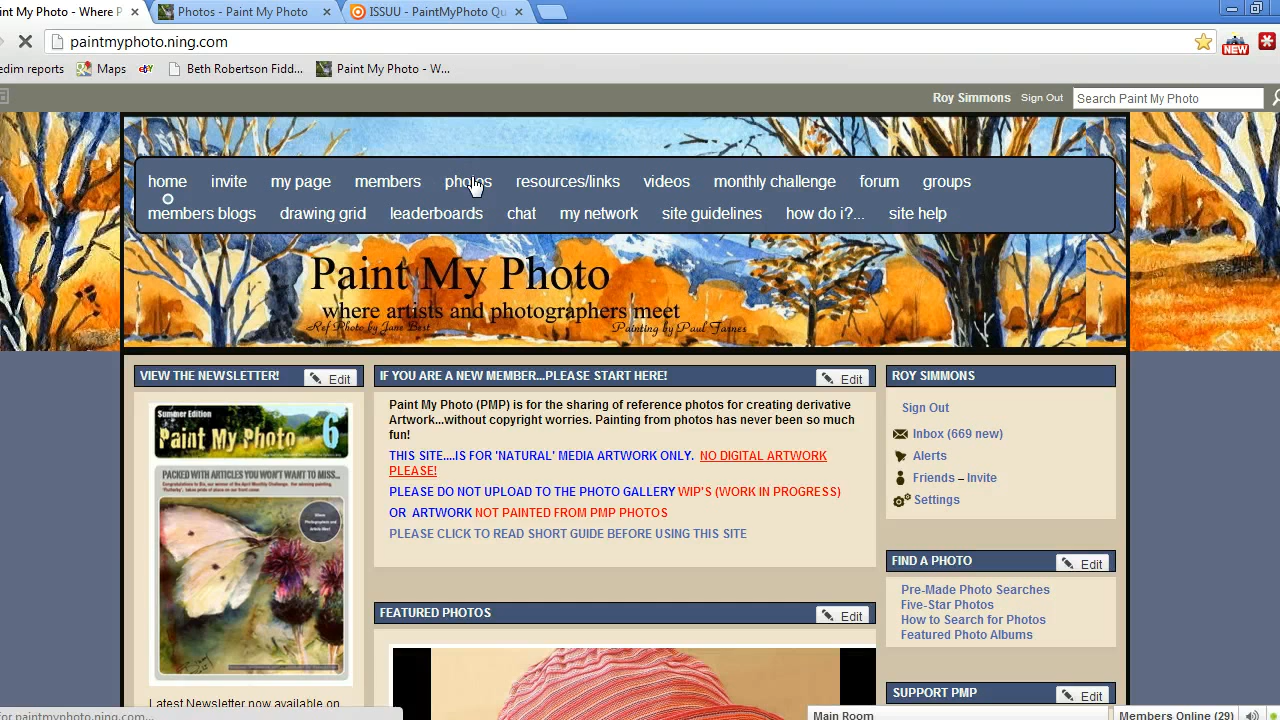 int My Photo - Where P
Photos - Paint My Photo
ISSUU - PaintMyPhoto Qu
paintmyphoto.ning.com
NEW
edim reports
Maps
ebY
Beth Robertson Fidd...
Paint My Photo - W...
Roy Simmons
Sign Out
Search Paint My Photo
home invite my page members photos resources/links videos monthly challenge forum groups
members blogs drawing grid leaderboards chat my network site guidelines how do i?... site help
Paint My Photo
where artists and photographers meet
Ref Photo by Jane Best
Painting by Paul Farnes
VIEW THE NEWSLETTER!
Edit
Summer Edition
Paint My Photo 6
PACKED WITH ARTICLES YOU WON'T WANT TO MISS...
Latest Newsletter now available on
IF YOU ARE A NEW MEMBER...PLEASE START HERE!
Edit
Paint My Photo (PMP) is for the sharing of reference photos for creating derivative
Artwork...without copyright worries. Painting from photos has never been so much
fun!
THIS SITE....IS FOR 'NATURAL' MEDIA ARTWORK ONLY. NO DIGITAL ARTWORK
PLEASE!
PLEASE DO NOT UPLOAD TO THE PHOTO GALLERY WIP'S (WORK IN PROGRESS)
OR ARTWORK NOT PAINTED FROM PMP PHOTOS
PLEASE CLICK TO READ SHORT GUIDE BEFORE USING THIS SITE
FEATURED PHOTOS
Edit
ROY SIMMONS
Sign Out
Inbox (669 new)
Alerts
Friends – Invite
Settings
FIND A PHOTO
Edit
Pre-Made Photo Searches
Five-Star Photos
How to Search for Photos
Featured Photo Albums
SUPPORT PMP
Edit
for paintmyphoto.ning.com...
Main Room
Members Online (29)